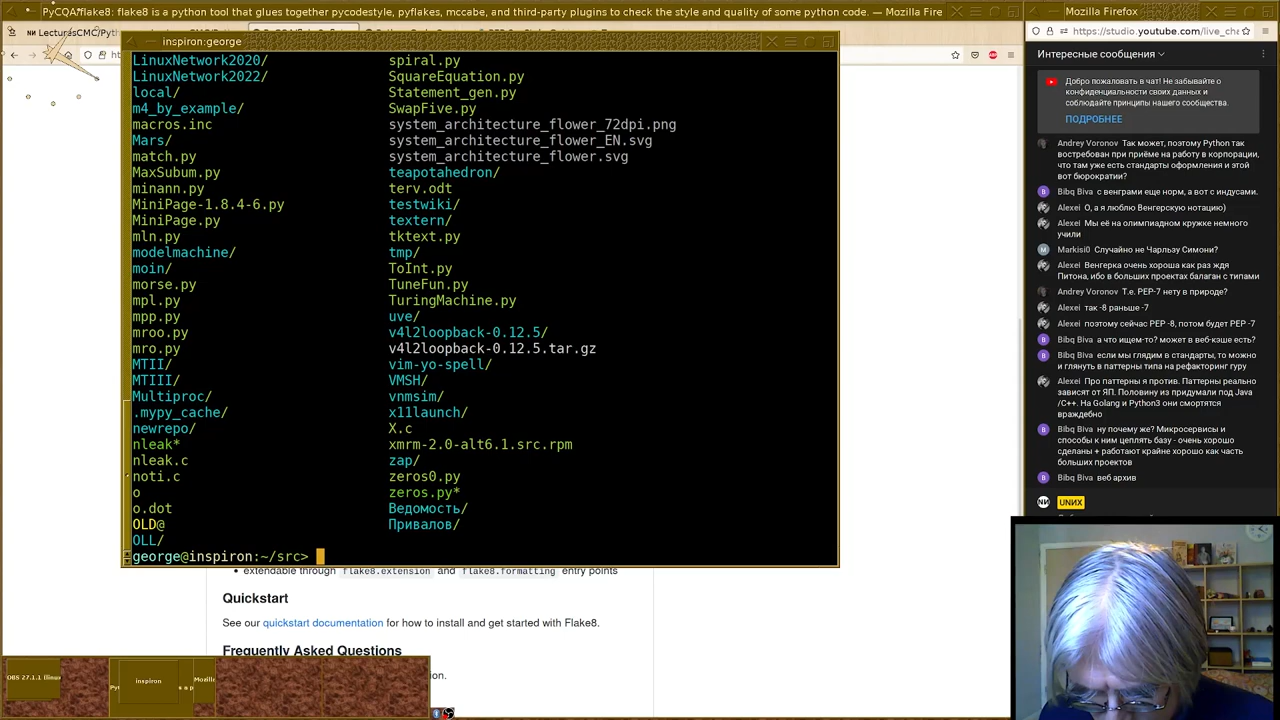 PyCQA/flake8: flake8 is a python tool that glues together pycodestyle, pyflakes, mccabe, and third-party plugins to check the style and quality of some python code. — Mozilla Fire
Mozilla Firefox
LecturesCMC/Pytho
https://studio.youtube.com/live_cha
inspiron:george
LinuxNetwork2020/ spiral.py
LinuxNetwork2022/ SquareEquation.py
local/ Statement_gen.py
m4_by_example/ SwapFive.py
macros.inc system_architecture_flower_72dpi.png
Mars/ system_architecture_flower_EN.svg
match.py system_architecture_flower.svg
MaxSubum.py teapotahedron/
minann.py terv.odt
MiniPage-1.8.4-6.py testwiki/
MiniPage.py textern/
mln.py tktext.py
modelmachine/ tmp/
moin/ ToInt.py
morse.py TuneFun.py
mpl.py TuringMachine.py
mpp.py uve/
mroo.py v4l2loopback-0.12.5/
mro.py v4l2loopback-0.12.5.tar.gz
MTII/ vim-yo-spell/
MTIII/ VMSH/
Multiproc/ vnmsim/
.mypy_cache/ x11launch/
newrepo/ X.c
nleak* xmrm-2.0-alt6.1.src.rpm
nleak.c zap/
noti.c zeros0.py
o zeros.py*
o.dot Ведомость/
OLD@ Привалов/
OLL/
george@inspiron:~/src>
extendable through flake8.extension and flake8.formatting entry points
Quickstart
See our quickstart documentation for how to install and get started with Flake8.
Frequently Asked Questions
Интересные сообщения
Добро пожаловать в чат! Не забывайте о
конфиденциальности своих данных и
соблюдайте принципы нашего сообщества.
ПОДРОБНЕЕ
Andrey Voronov Так может, поэтому Python так
востребован при приёме на работу в корпорации,
что там уже есть стандарты оформления и этой
вот бюрократии?
Bibq Biva с венграми еще норм, а вот с индусами.
Alexei О, а я люблю Венгерскую нотацию)
Alexei Мы её на олимпиадном кружке немного
учили
Markisi0 Случайно не Чарльзу Симони?
Alexei Венгерка очень хороша как раз ждя
Питона, ибо в больших проектах балаган с типами
Andrey Voronov Т.е. PEP-7 нету в природе?
Alexei так -8 раньше -7
Alexei поэтому сейчас PEP -8, потом будет PEP -7
Bibq Biva а что ищем-то? может в веб-кэше есть?
Bibq Biva если мы глядим в стандарты, то можно
и глянуть в паттерны типа на рефакторинг гуру
Alexei Про паттерны я против. Паттерны реально
зависят от ЯП. Половину из придумали под Java
/C++. На Golang и Python3 они смортятся
враждебно
Bibq Biva ну почему же? Микросервисы и
способы к ним цеплять базу - очень хорошо
сделаны + работают крайне хорошо как часть
больших проектов
Bibq Biva веб архив
UNИX
OBS 27.1.1 (linux
inspiron
Mozilla